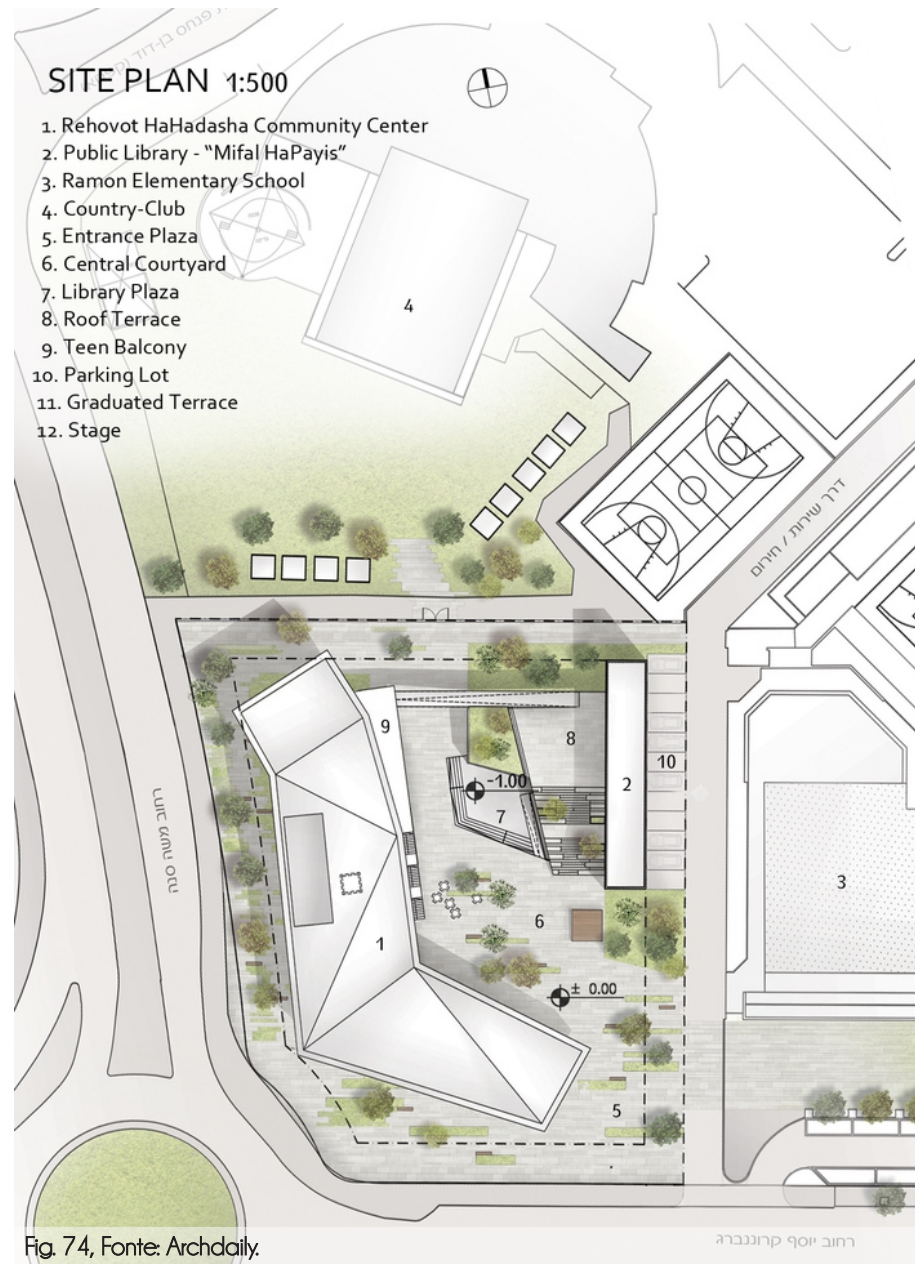 SITE PLAN 1:500
1. Rehovot HaHadasha Community Center
2. Public Library - “Mifal HaPayis”
3. Ramon Elementary School
4. Country-Club
5. Entrance Plaza
6. Central Courtyard
7. Library Plaza
8. Roof Terrace
9. Teen Balcony
10. Parking Lot
11. Graduated Terrace
12. Stage
4
דרך שירות / חירום
9
8
2
10
-1.00
7
3
6
1
± 0.00
5
רחוב יוסף קרוננברג
Fig. 74, Fonte: Archdaily.